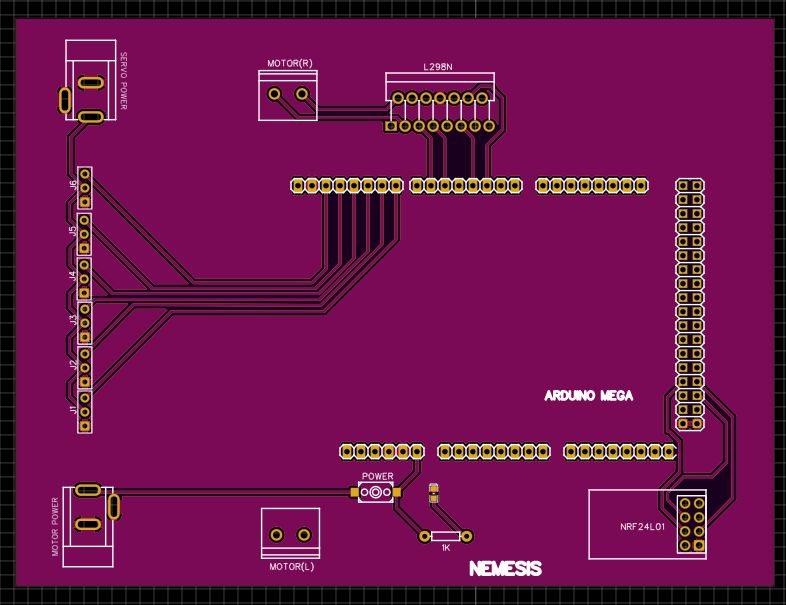 SERVO POWER
MOTOR(R)
L298N
J6
J5
J4
J3
J2
J1
ARDUINO MEGA
POWER
MOTOR POWER
MOTOR(L)
1K
NRF24L01
NEMESIS